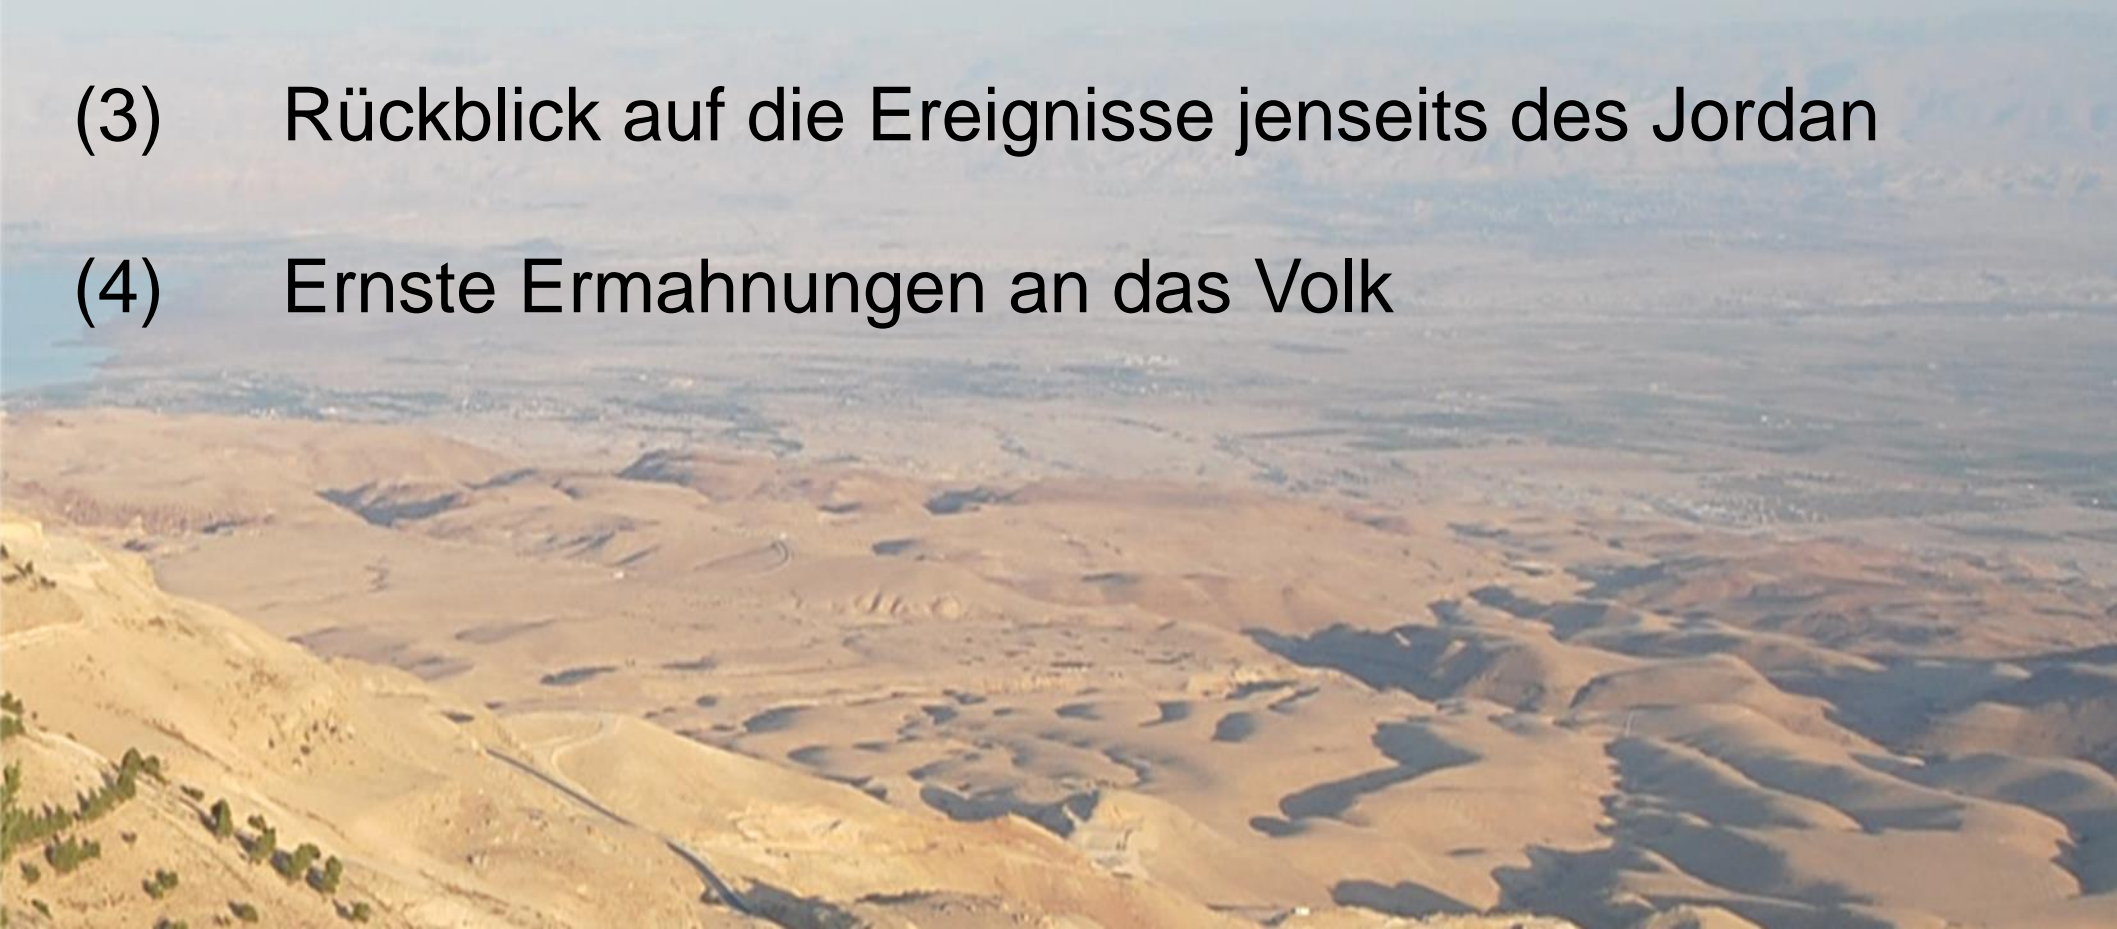 (3) Rückblick auf die Ereignisse jenseits des Jordan
(4) Ernste Ermahnungen an das Volk